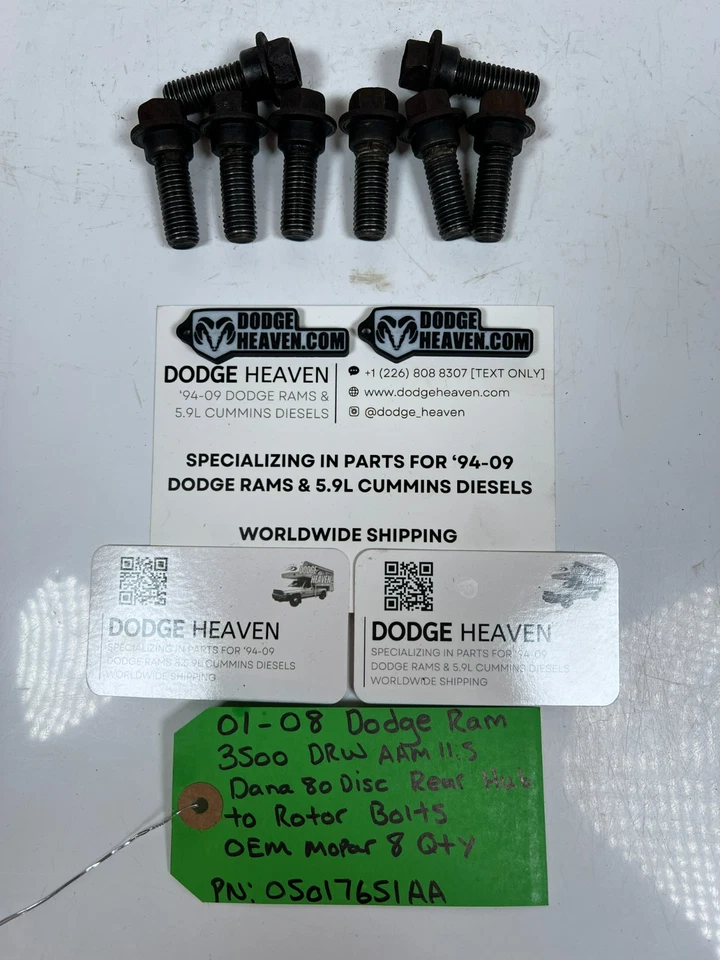 DODGE
HEAVEN.COM
DODGE
HEAVEN.COM
DODGE HEAVEN
'94-09 DODGE RAMS &
5.9L CUMMINS DIESELS
+1 (226) 808 8307 [TEXT ONLY]
www.dodgeheaven.com
@dodge_heaven
SPECIALIZING IN PARTS FOR '94-09
DODGE RAMS & 5.9L CUMMINS DIESELS
WORLDWIDE SHIPPING
DODGE
HEAVEN
DODGE HEAVEN
SPECIALIZING IN PARTS FOR '94-09
DODGE RAMS & 5.9L CUMMINS DIESELS
WORLDWIDE SHIPPING
DODGE
HEAVEN
DODGE HEAVEN
SPECIALIZING IN PARTS FOR '94-09
DODGE RAMS & 5.9L CUMMINS DIESELS
WORLDWIDE SHIPPING
01-08 Dodge Ram
3500 DRW AAM 11.5
Dana 80 Disc Rear Hub
to Rotor Bolts
OEM Mopar 8 Qty
PN: 05017651AA